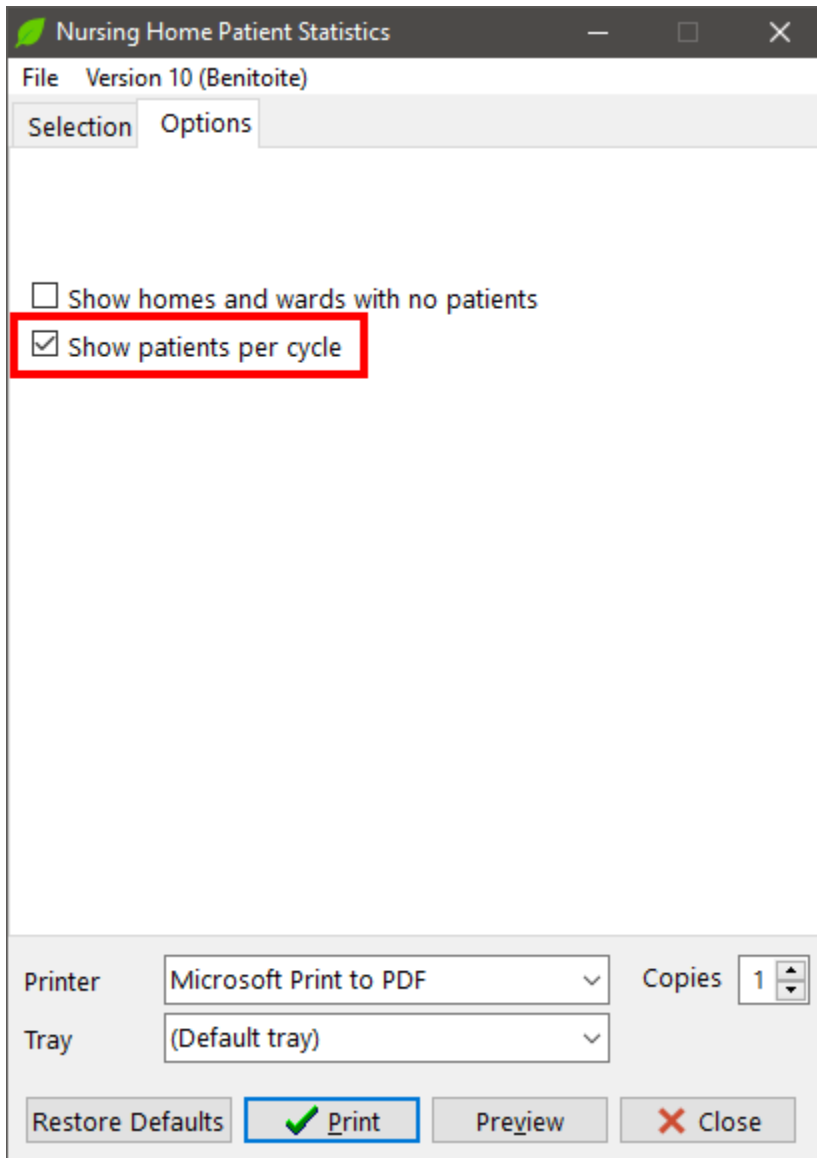 Nursing Home Patient Statistics
File Version 10 (Benitoite)
Selection Options
Show homes and wards with no patients
Show patients per cycle
Printer Microsoft Print to PDF Copies 1
Tray (Default tray)
Restore Defaults Print Preview Close